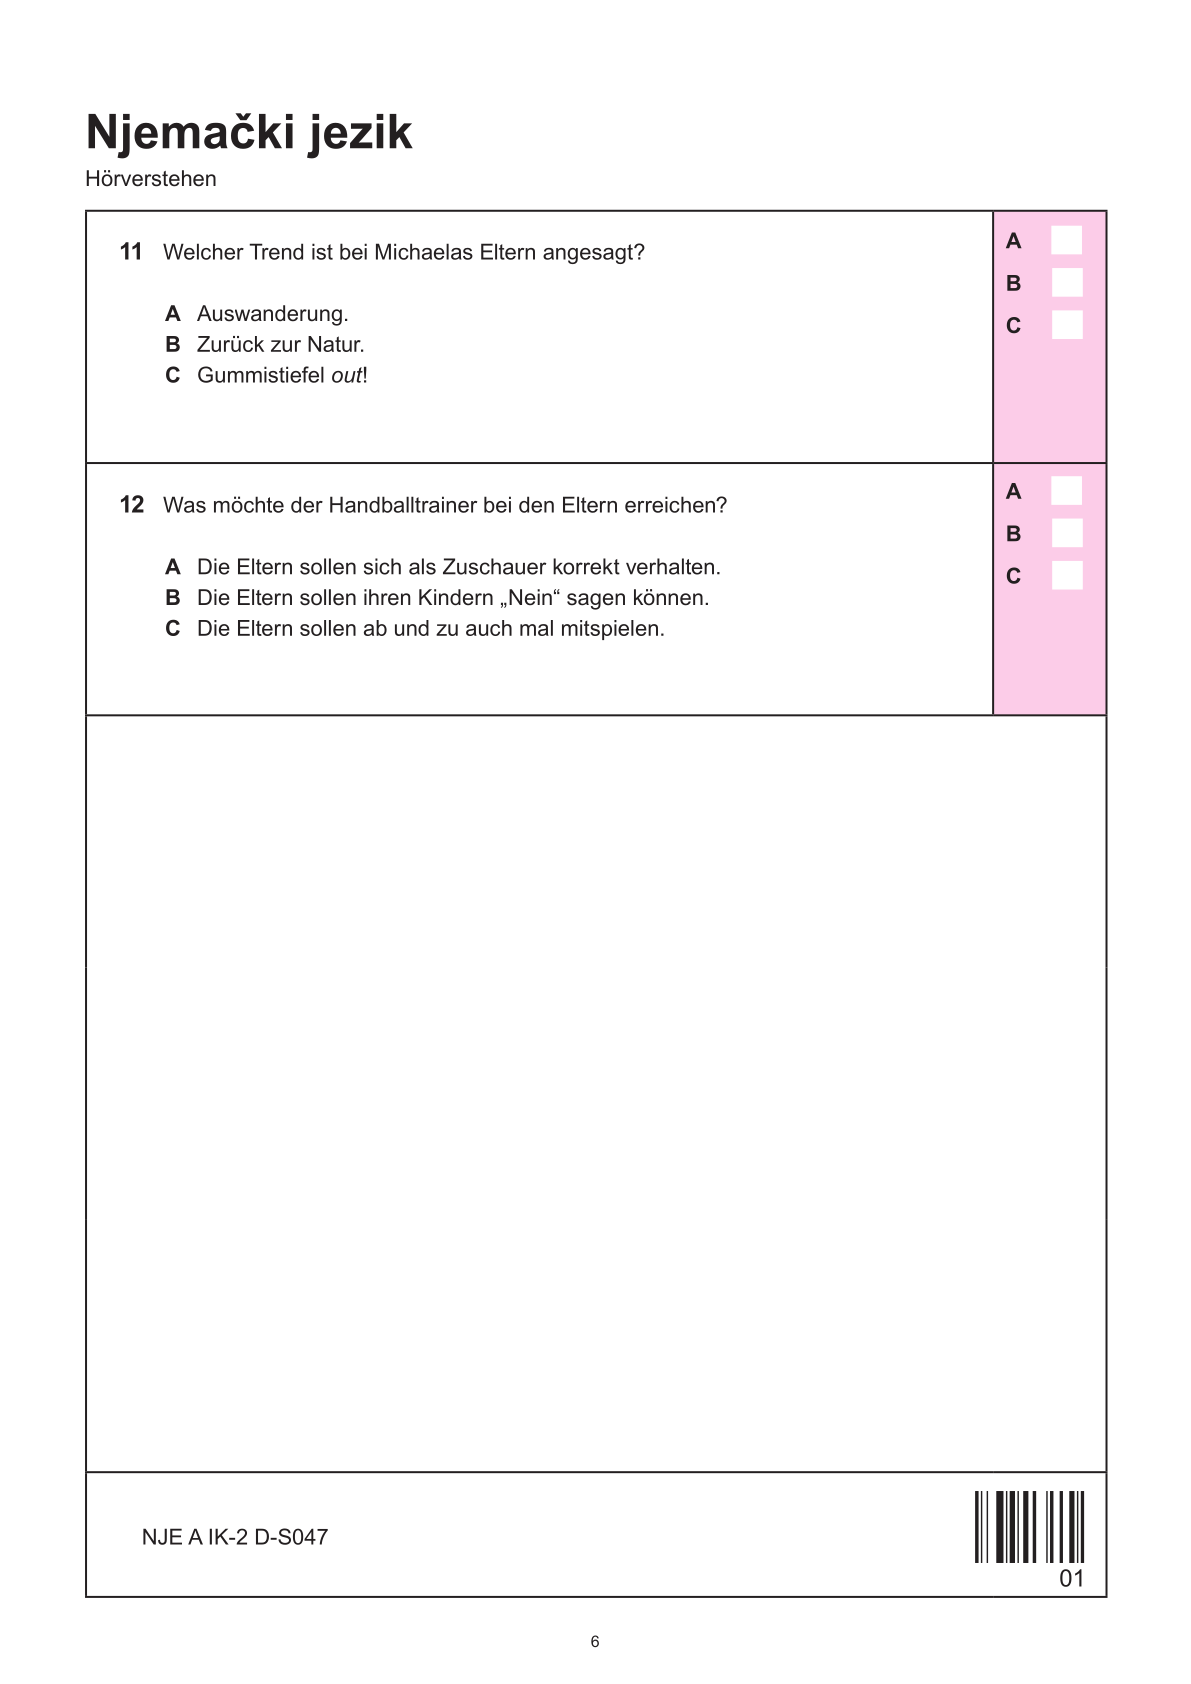 Njemački jezik
Hörverstehen
11 Welcher Trend ist bei Michaelas Eltern angesagt?
A Auswanderung.
B Zurück zur Natur.
C Gummistiefel out!
A
B
C
12 Was möchte der Handballtrainer bei den Eltern erreichen?
A Die Eltern sollen sich als Zuschauer korrekt verhalten.
B Die Eltern sollen ihren Kindern „Nein“ sagen können.
C Die Eltern sollen ab und zu auch mal mitspielen.
A
B
C
NJE A IK-2 D-S047
01
6